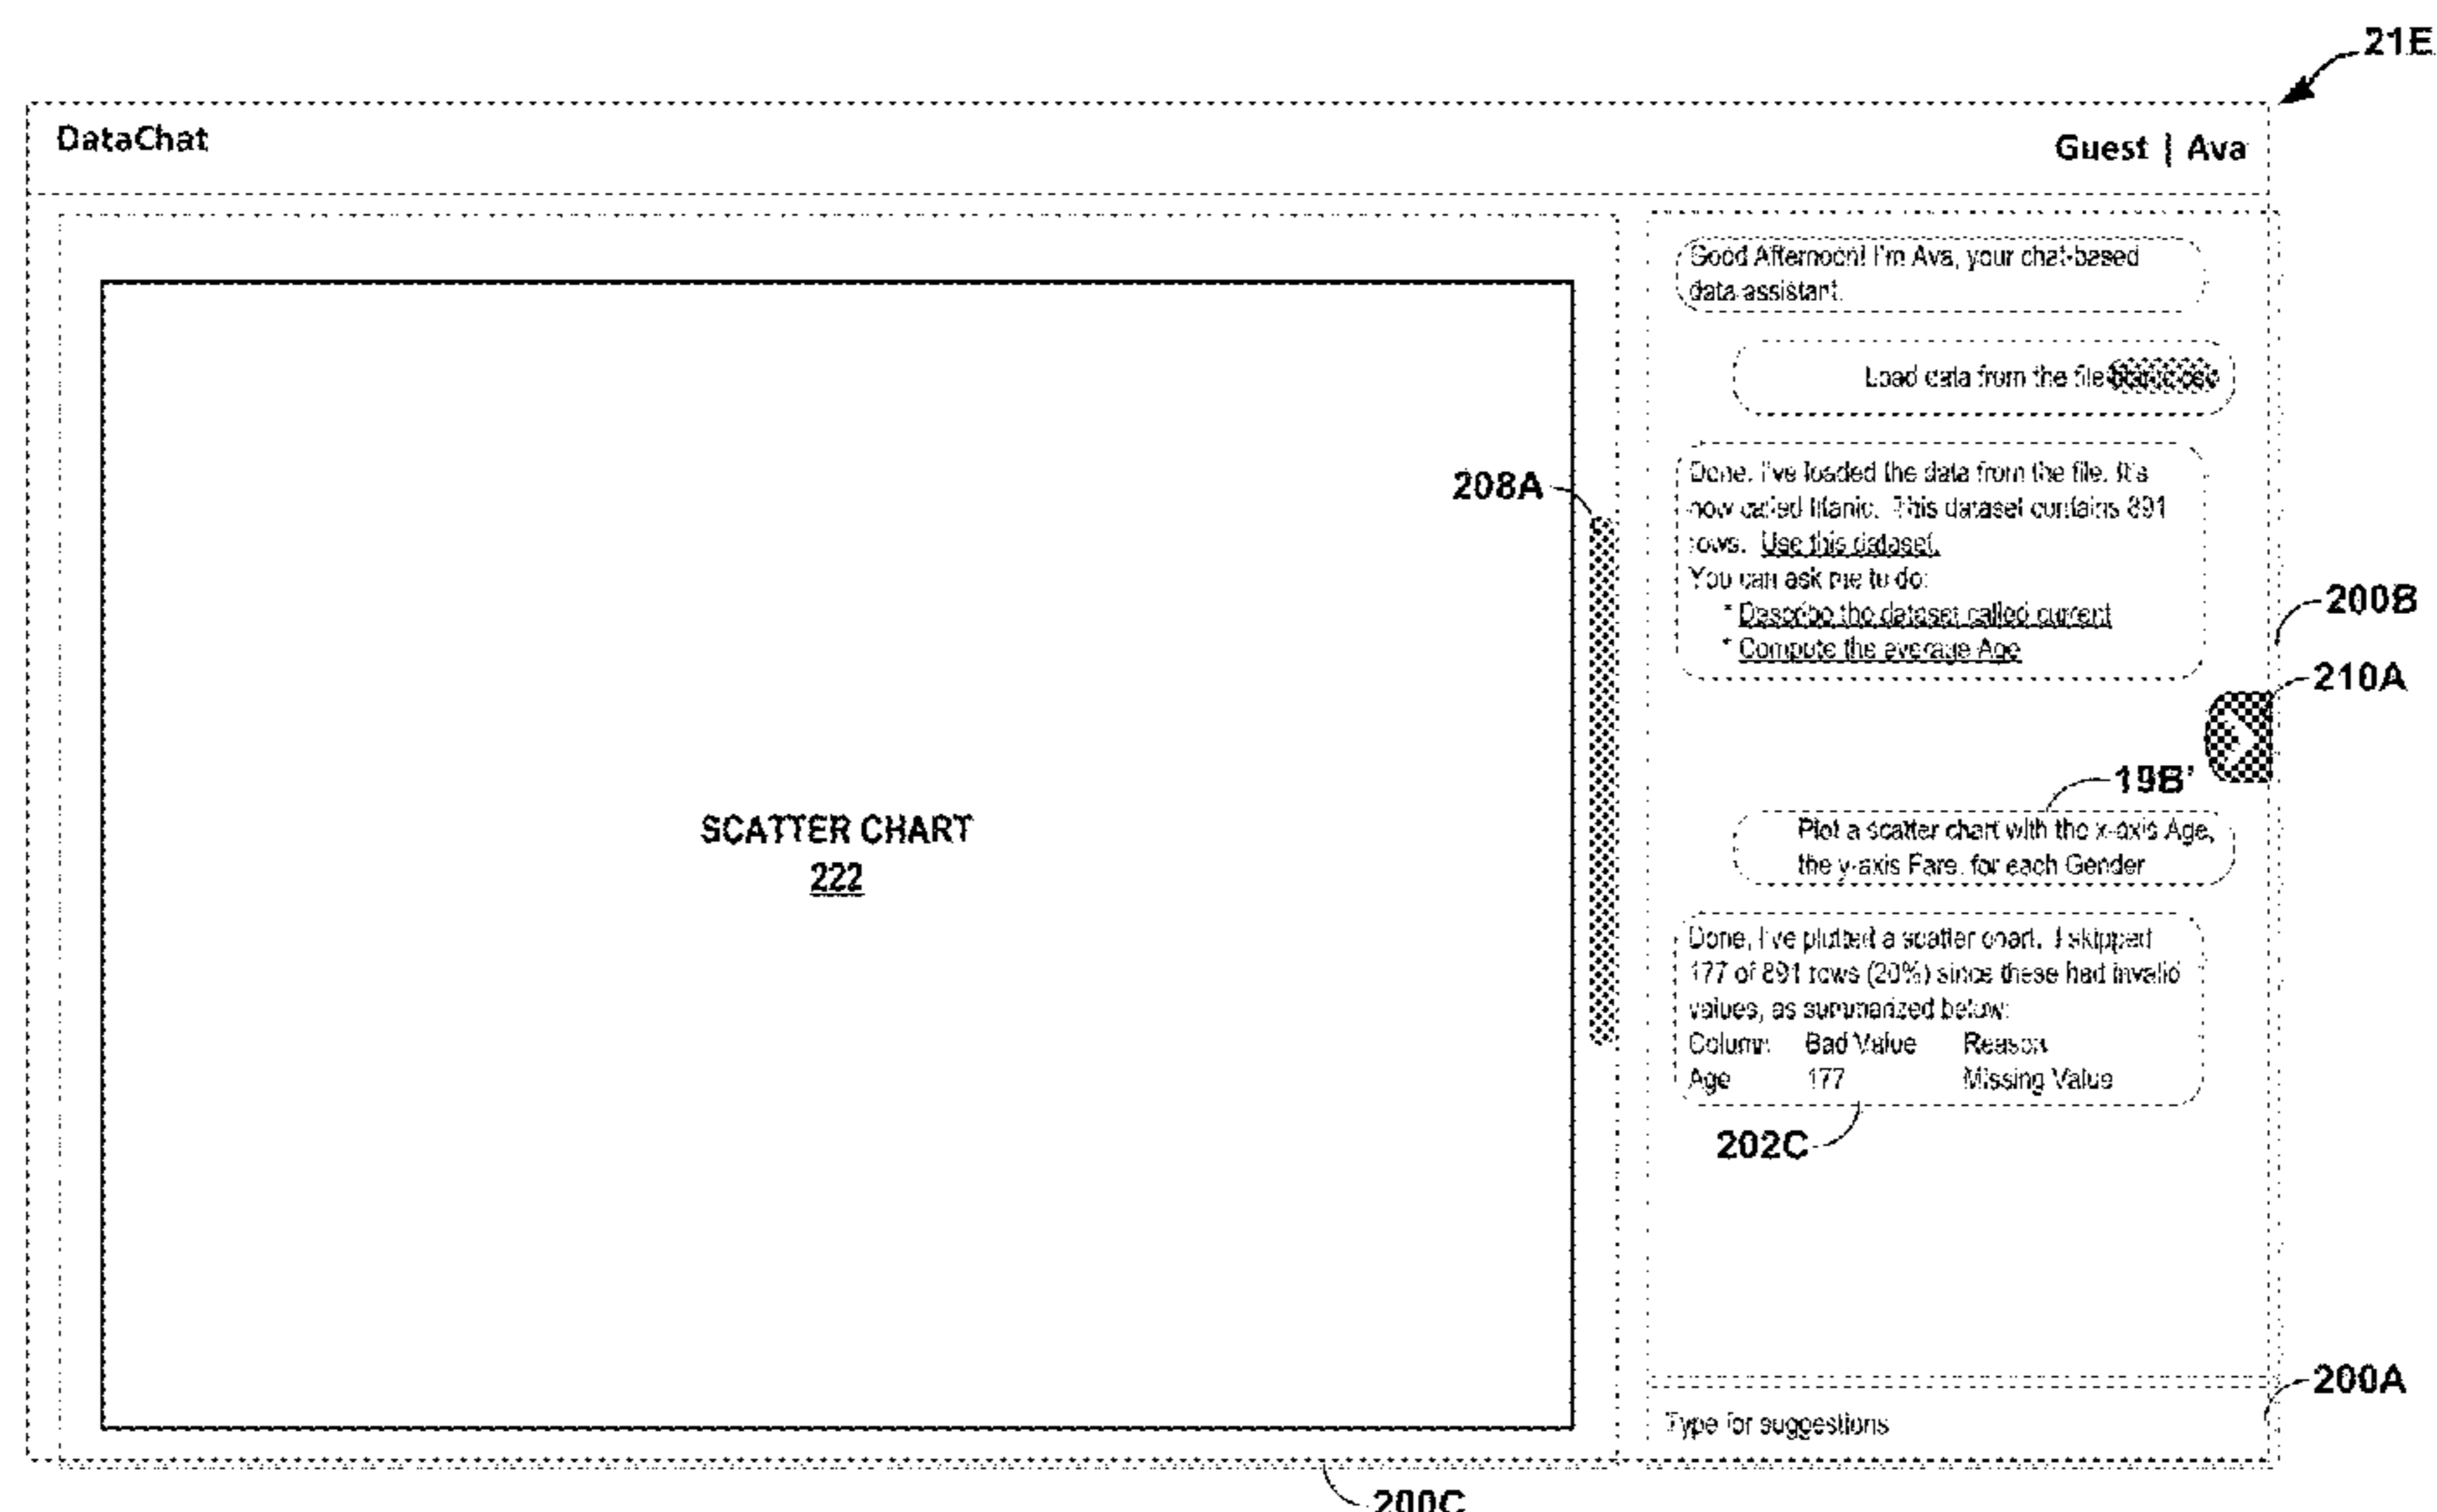 21E
DataChat
Guest | Ava
Good Afternoon! I'm Ava, your chat-based
data assistant.
Load data from the file
Done. I've loaded the data from the file. It's
now called titanic. This dataset contains 891
rows. Use this dataset.
You can ask me to do:
* Describe the dataset called current
* Compute the average Age
208A
200B
210A
19B'
SCATTER CHART
222
Plot a scatter chart with the x-axis Age,
the y-axis Fare, for each Gender
Done, I've plotted a scatter chart. I skipped
177 of 891 rows (20%) since these had invalid
values, as summarized below:
Column Bad Value Reason
Age 177 Missing Value
202C
200A
Type for suggestions
200C